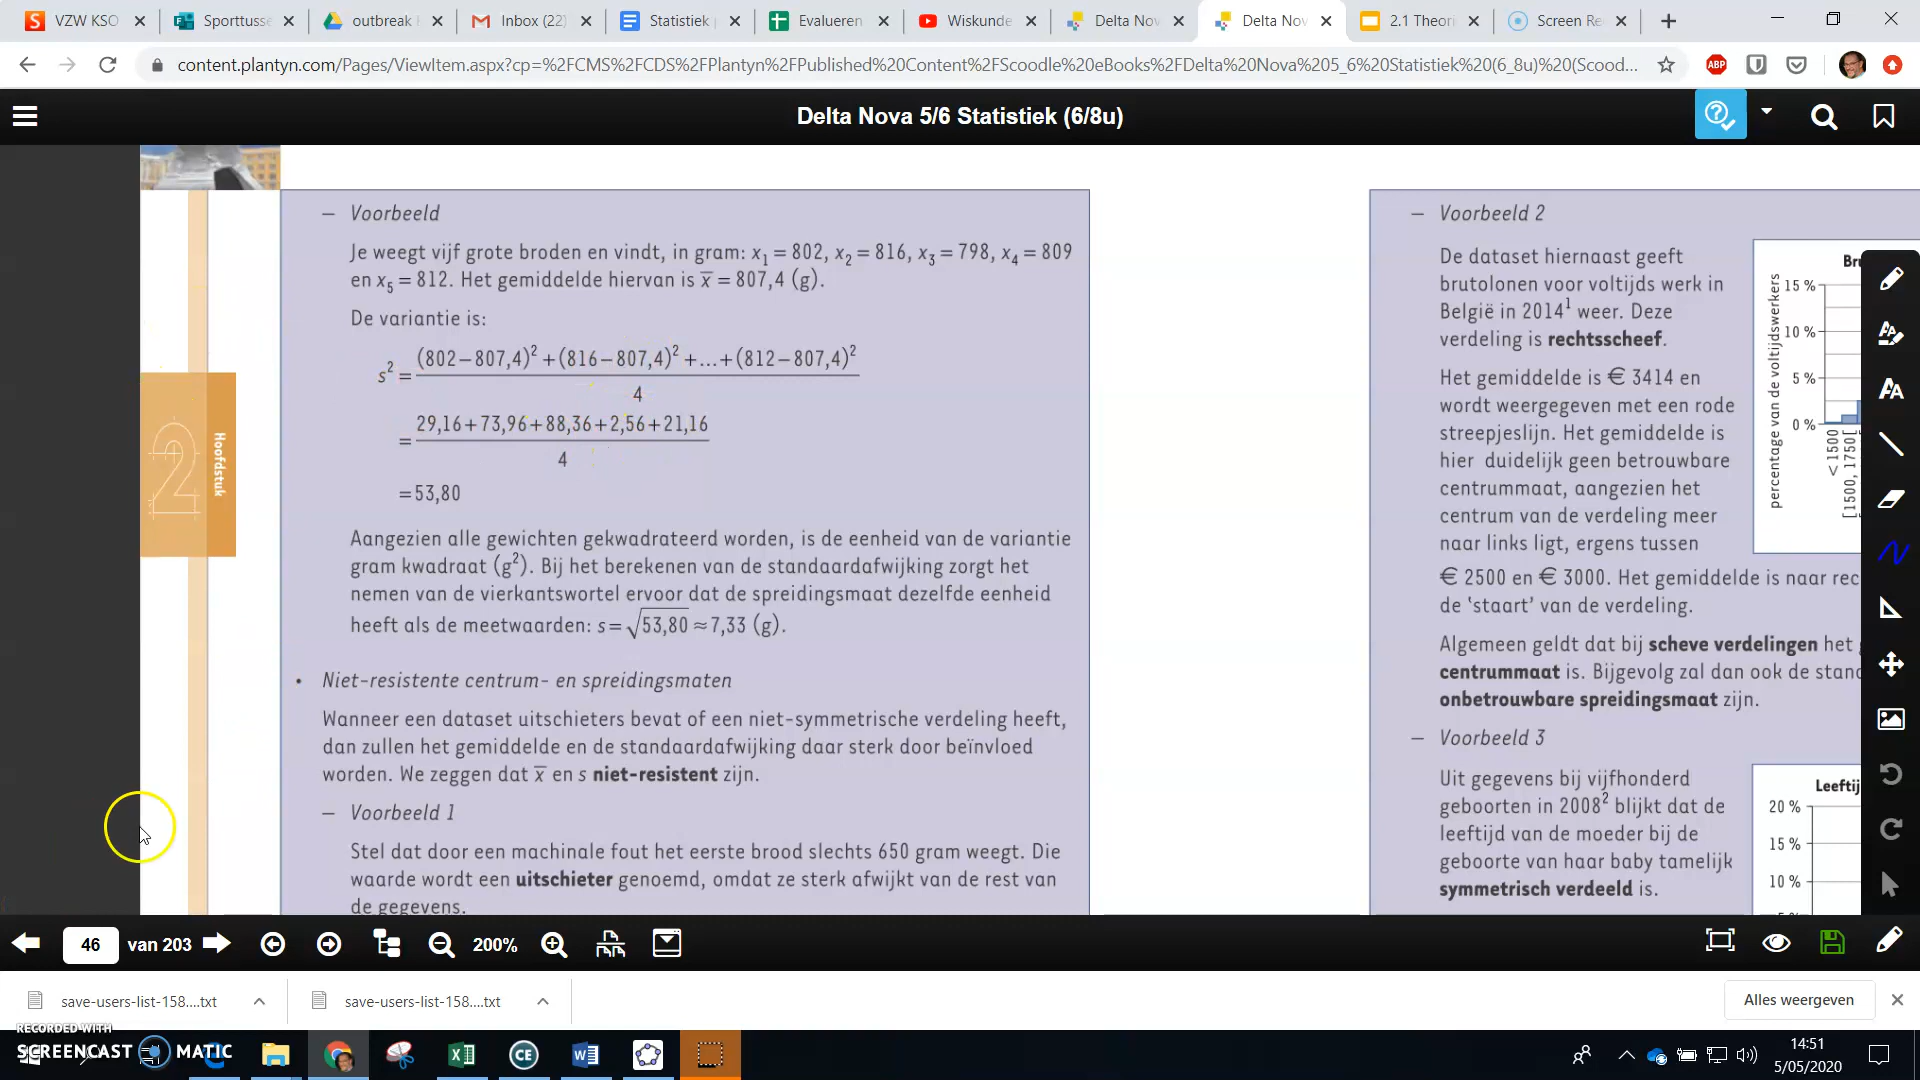 VZW KSO
Sporttusse
outbreak
Inbox (22)
Statistiek
Evalueren
Wiskunde
Delta Nov
Delta Nov
2.1 Theori
Screen Re
content.plantyn.com/Pages/ViewItem.aspx?cp=%2FCMS%2FCDS%2FPlantyn%2FPublished%20Content%2FScoodle%20eBooks%2FDelta%20Nova%205_6%20Statistiek%20(6_8u)%20(Scood...
ABP
Delta Nova 5/6 Statistiek (6/8u)
– Voorbeeld
Je weegt vijf grote broden en vindt, in gram: x₁ = 802, x₂ = 816, x₃ = 798, x₄ = 809
en x₅ = 812. Het gemiddelde hiervan is x̅ = 807,4 (g).
De variantie is:
s² = (802–807,4)² + (816–807,4)² + ... + (812–807,4)²
4
= 29,16+73,96+88,36+2,56+21,16
4
= 53,80
Aangezien alle gewichten gekwadrateerd worden, is de eenheid van de variantie
gram kwadraat (g²). Bij het berekenen van de standaardafwijking zorgt het
nemen van de vierkantswortel ervoor dat de spreidingsmaat dezelfde eenheid
heeft als de meetwaarden: s = √53,80 ≈ 7,33 (g).
• Niet-resistente centrum- en spreidingsmaten
Wanneer een dataset uitschieters bevat of een niet-symmetrische verdeling heeft,
dan zullen het gemiddelde en de standaardafwijking daar sterk door beïnvloed
worden. We zeggen dat x̅ en s niet-resistent zijn.
– Voorbeeld 1
Stel dat door een machinale fout het eerste brood slechts 650 gram weegt. Die
waarde wordt een uitschieter genoemd, omdat ze sterk afwijkt van de rest van
de gegevens.
Hoofdstuk
2
– Voorbeeld 2
De dataset hiernaast geeft
brutolonen voor voltijds werk in
België in 2014¹ weer. Deze
verdeling is rechtsscheef.
Het gemiddelde is € 3414 en
wordt weergegeven met een rode
streepjeslijn. Het gemiddelde is
hier duidelijk geen betrouwbare
centrummaat, aangezien het
centrum van de verdeling meer
naar links ligt, ergens tussen
€ 2500 en € 3000. Het gemiddelde is naar rec
de 'staart' van de verdeling.
Algemeen geldt dat bij scheve verdelingen het
centrummaat is. Bijgevolg zal dan ook de stand
onbetrouwbare spreidingsmaat zijn.
– Voorbeeld 3
Uit gegevens bij vijfhonderd
geboorten in 2008² blijkt dat de
leeftijd van de moeder bij de
geboorte van haar baby tamelijk
symmetrisch verdeeld is.
Bru
percentage van de voltijdswerkers
15 %
10 %
5 %
0 %
< 1500
[1500, 1750[
Leeftij
20 %
15 %
10 %
46 van 203
200%
save-users-list-158....txt
save-users-list-158....txt
Alles weergeven
RECORDED WITH
SCREENCAST MATIC
CE
14:51
5/05/2020